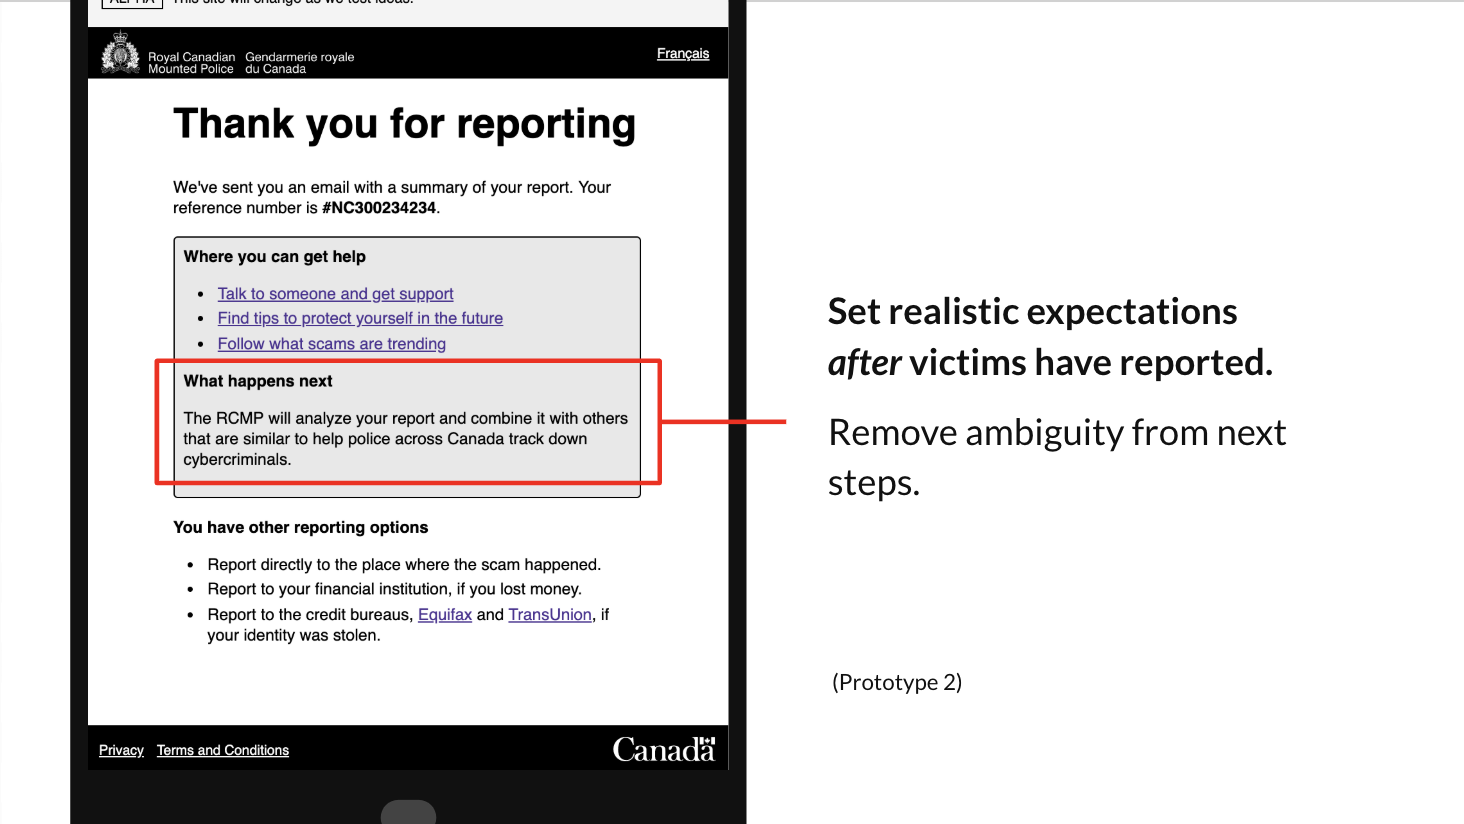 ALPHA This site will change as we test ideas.
Royal Canadian Gendarmerie royale
Mounted Police du Canada
Français
Thank you for reporting
We've sent you an email with a summary of your report. Your
reference number is #NC300234234.
Where you can get help
• Talk to someone and get support
• Find tips to protect yourself in the future
• Follow what scams are trending
What happens next
The RCMP will analyze your report and combine it with others
that are similar to help police across Canada track down
cybercriminals.
You have other reporting options
• Report directly to the place where the scam happened.
• Report to your financial institution, if you lost money.
• Report to the credit bureaus, Equifax and TransUnion, if
your identity was stolen.
Privacy Terms and Conditions
Canada
Set realistic expectations
after victims have reported.
Remove ambiguity from next
steps.
(Prototype 2)